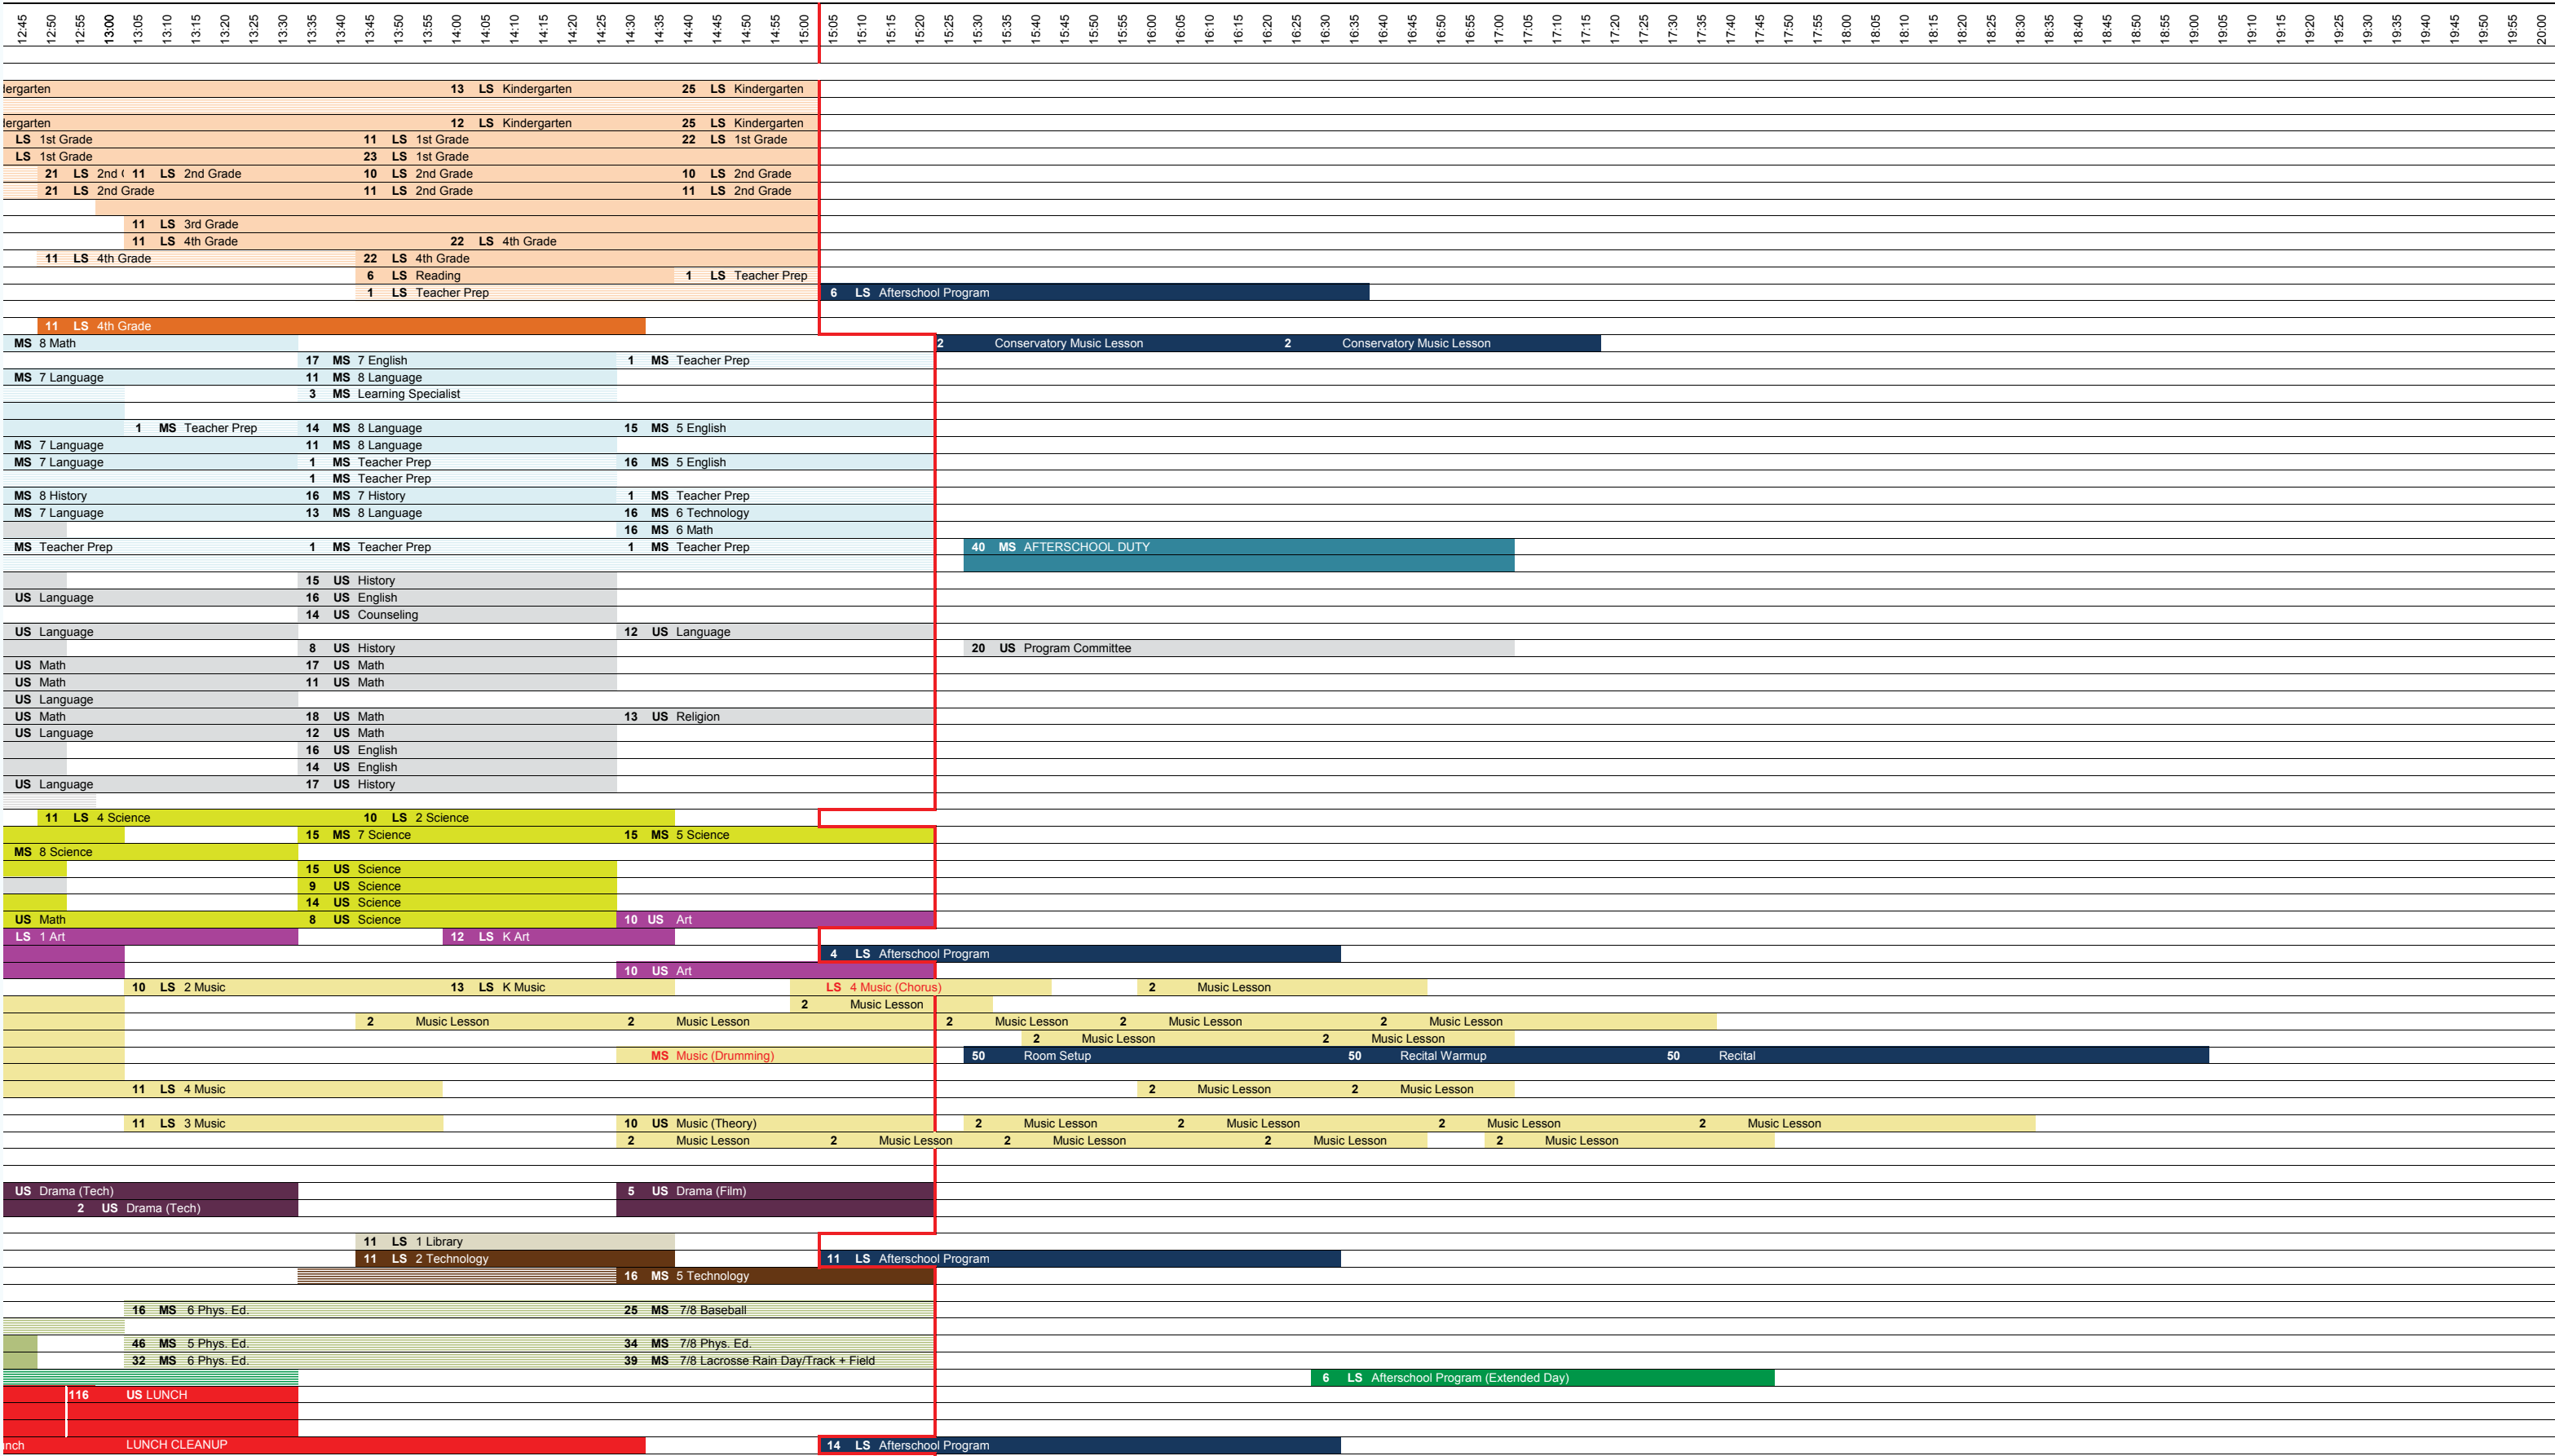 12:45 12:50 12:55 13:00 13:05 13:10 13:15 13:20 13:25 13:30 13:35 13:40 13:45 13:50 13:55 14:00 14:05 14:10 14:15 14:20 14:25 14:30 14:35 14:40 14:45 14:50 14:55 15:00 15:05 15:10 15:15 15:20 15:25 15:30 15:35 15:40 15:45 15:50 15:55 16:00 16:05 16:10 16:15 16:20 16:25 16:30 16:35 16:40 16:45 16:50 16:55 17:00 17:05 17:10 17:15 17:20 17:25 17:30 17:35 17:40 17:45 17:50 17:55 18:00 18:05 18:10 18:15 18:20 18:25 18:30 18:35 18:40 18:45 18:50 18:55 19:00 19:05 19:10 19:15 19:20 19:25 19:30 19:35 19:40 19:45 19:50 19:55 20:00
dergarten 13 LS Kindergarten 25 LS Kindergarten
dergarten 12 LS Kindergarten 25 LS Kindergarten
LS 1st Grade 11 LS 1st Grade 22 LS 1st Grade
LS 1st Grade 23 LS 1st Grade
21 LS 2nd ( 11 LS 2nd Grade 10 LS 2nd Grade 10 LS 2nd Grade
21 LS 2nd Grade 11 LS 2nd Grade 11 LS 2nd Grade
11 LS 3rd Grade
11 LS 4th Grade 22 LS 4th Grade
11 LS 4th Grade 22 LS 4th Grade
6 LS Reading 1 LS Teacher Prep
1 LS Teacher Prep 6 LS Afterschool Program
11 LS 4th Grade
MS 8 Math 2 Conservatory Music Lesson 2 Conservatory Music Lesson
17 MS 7 English 1 MS Teacher Prep
MS 7 Language 11 MS 8 Language
3 MS Learning Specialist
1 MS Teacher Prep 14 MS 8 Language 15 MS 5 English
MS 7 Language 11 MS 8 Language
MS 7 Language 1 MS Teacher Prep 16 MS 5 English
1 MS Teacher Prep
MS 8 History 16 MS 7 History 1 MS Teacher Prep
MS 7 Language 13 MS 8 Language 16 MS 6 Technology
16 MS 6 Math
MS Teacher Prep 1 MS Teacher Prep 1 MS Teacher Prep 40 MS AFTERSCHOOL DUTY
15 US History
US Language 16 US English
14 US Counseling
US Language 12 US Language
8 US History 20 US Program Committee
US Math 17 US Math
US Math 11 US Math
US Language
US Math 18 US Math 13 US Religion
US Language 12 US Math
16 US English
14 US English
US Language 17 US History
11 LS 4 Science 10 LS 2 Science
15 MS 7 Science 15 MS 5 Science
MS 8 Science
15 US Science
9 US Science
14 US Science
US Math 8 US Science 10 US Art
LS 1 Art 12 LS K Art
4 LS Afterschool Program
10 US Art
10 LS 2 Music 13 LS K Music LS 4 Music (Chorus) 2 Music Lesson
2 Music Lesson
2 Music Lesson 2 Music Lesson 2 Music Lesson 2 Music Lesson 2 Music Lesson
2 Music Lesson 2 Music Lesson
MS Music (Drumming) 50 Room Setup 50 Recital Warmup 50 Recital
11 LS 4 Music 2 Music Lesson 2 Music Lesson
11 LS 3 Music 10 US Music (Theory) 2 Music Lesson 2 Music Lesson 2 Music Lesson 2 Music Lesson
2 Music Lesson 2 Music Lesson 2 Music Lesson 2 Music Lesson 2 Music Lesson
US Drama (Tech) 5 US Drama (Film)
2 US Drama (Tech)
11 LS 1 Library
11 LS 2 Technology 11 LS Afterschool Program
16 MS 5 Technology
16 MS 6 Phys. Ed. 25 MS 7/8 Baseball
46 MS 5 Phys. Ed. 34 MS 7/8 Phys. Ed.
32 MS 6 Phys. Ed. 39 MS 7/8 Lacrosse Rain Day/Track + Field
6 LS Afterschool Program (Extended Day)
116 US LUNCH
unch LUNCH CLEANUP 14 LS Afterschool Program